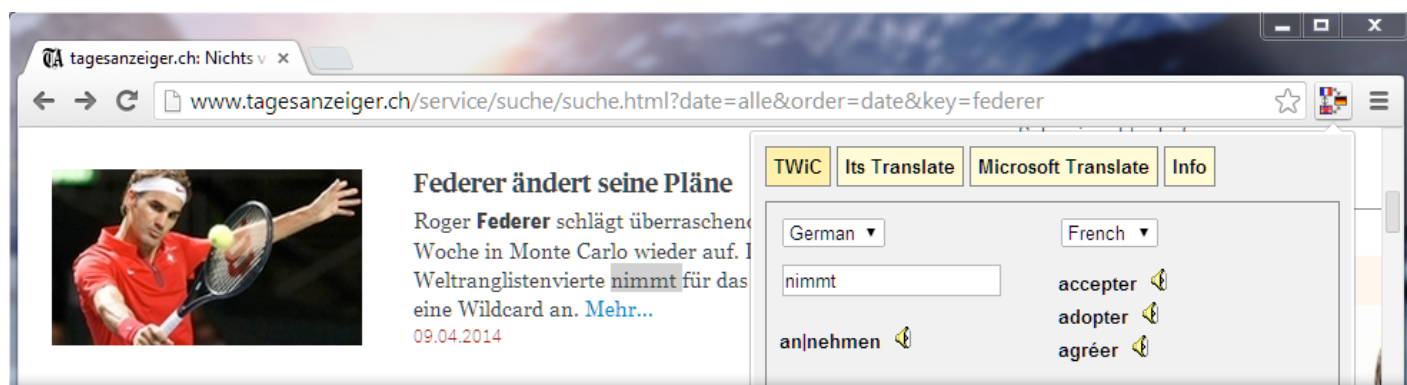 tagesanzeiger.ch: Nichts v
www.tagesanzeiger.ch/service/suche/suche.html?date=alle&order=date&key=federer
Federer ändert seine Pläne
Roger Federer schlägt überraschend
Woche in Monte Carlo wieder auf.
Weltranglistenvierte nimmt für das
eine Wildcard an. Mehr...
09.04.2014
TWiC Its Translate Microsoft Translate Info
German French
nimmt
accepter
adopter
an|nehmen
agréer